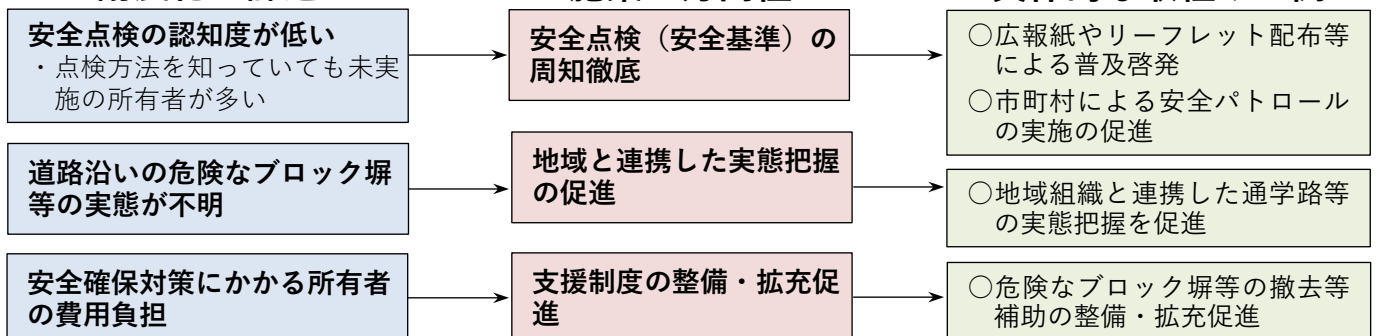 安全点検の認知度が低い
・点検方法を知っていても未実
施の所有者が多い
安全点検（安全基準）の
周知徹底
○広報紙やリーフレット配布等
による普及啓発
○市町村による安全パトロール
の実施の促進
道路沿いの危険なブロック塀
等の実態が不明
地域と連携した実態把握
の促進
○地域組織と連携した通学路等
の実態把握を促進
安全確保対策にかかる所有者
の費用負担
支援制度の整備・拡充促
進
○危険なブロック塀等の撤去等
補助の整備・拡充促進